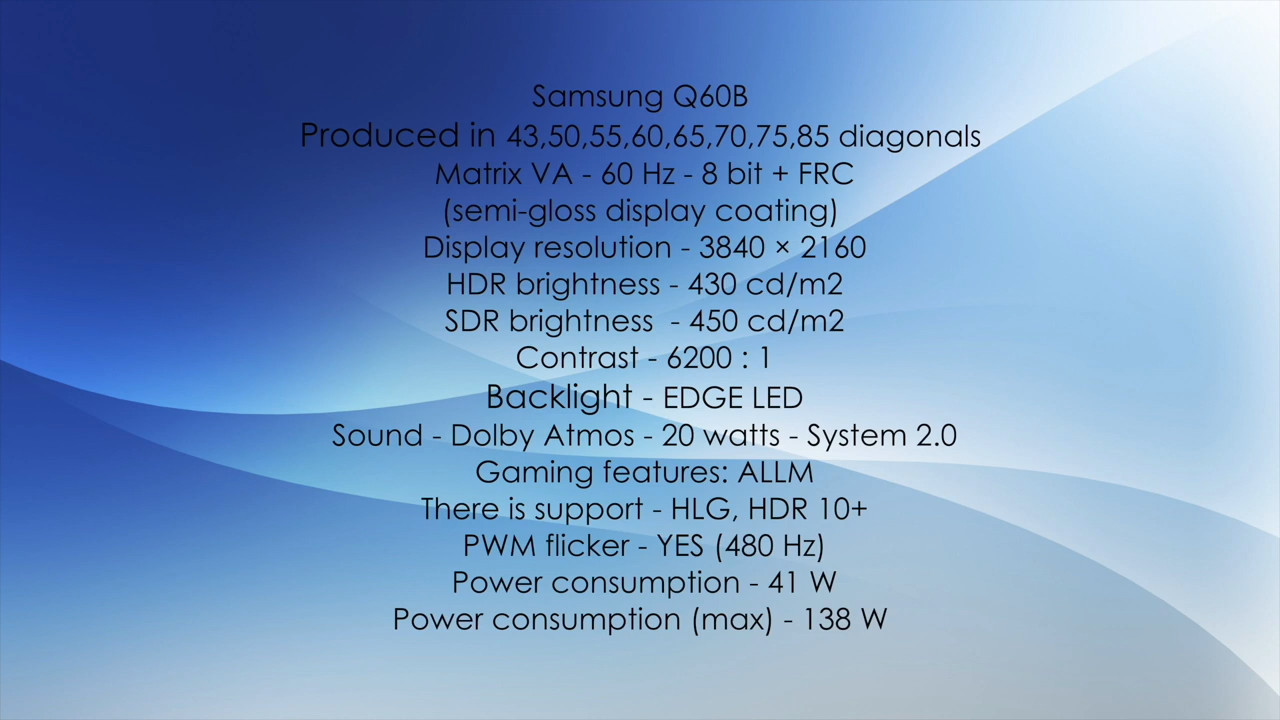 Samsung Q60B
Produced in 43,50,55,60,65,70,75,85 diagonals
Matrix VA - 60 Hz - 8 bit + FRC
(semi-gloss display coating)
Display resolution - 3840 × 2160
HDR brightness - 430 cd/m2
SDR brightness  - 450 cd/m2
Contrast - 6200 : 1
Backlight - EDGE LED
Sound - Dolby Atmos - 20 watts - System 2.0
Gaming features: ALLM
There is support - HLG, HDR 10+
PWM flicker - YES (480 Hz)
Power consumption - 41 W
Power consumption (max) - 138 W